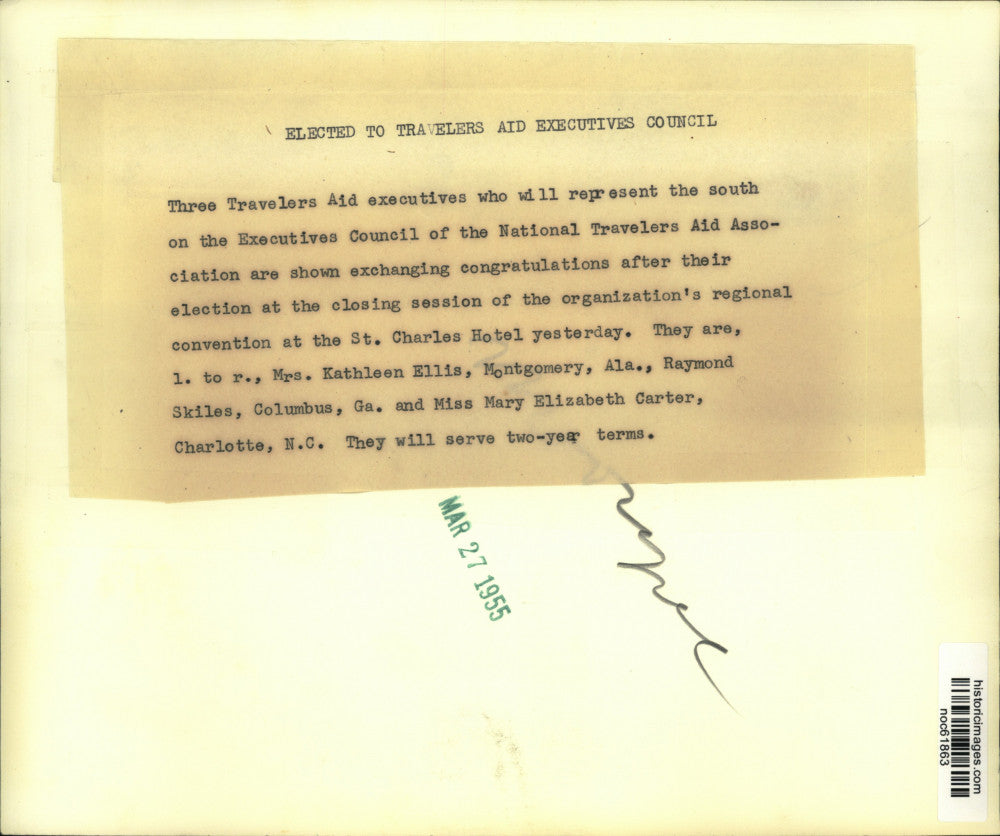 ELECTED TO TRAVELERS AID EXECUTIVES COUNCIL
Three Travelers Aid executives who will represent the south
on the Executives Council of the National Travelers Aid Asso-
ciation are shown exchanging congratulations after their
election at the closing session of the organization's regional
convention at the St. Charles Hotel yesterday. They are,
l. to r., Mrs. Kathleen Ellis, Montgomery, Ala., Raymond
Skiles, Columbus, Ga. and Miss Mary Elizabeth Carter,
Charlotte, N.C. They will serve two-year terms.
MAR 27 1955
historicimages.com
noc61863